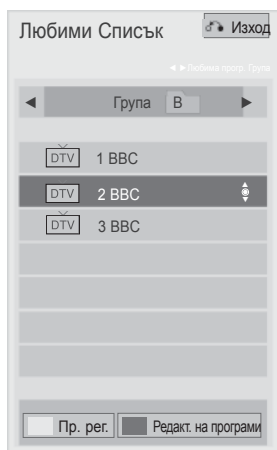 Любими Списък Изход
◄ ► Любима прогр. Група
◄ Група B ►
DTV 1 BBC
DTV 2 BBC
DTV 3 BBC
Пр. рег. Редакт. на програми